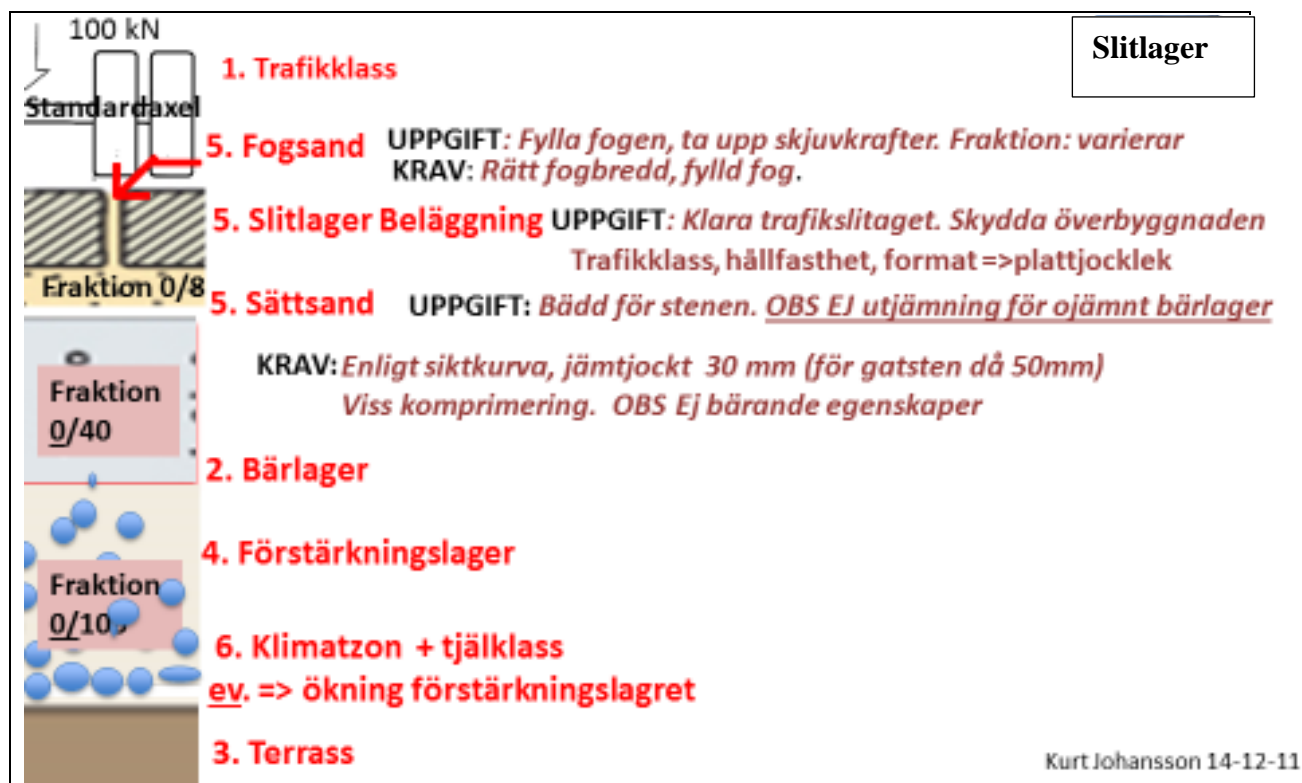 100 kN
Slitlager
1. Trafikklass
Standardaxel
5. Fogsand UPPGIFT: Fylla fogen, ta upp skjuvkrafter. Fraktion: varierar
KRAV: Rätt fogbredd, fylld fog.
5. Slitlager Beläggning UPPGIFT: Klara trafikslitaget. Skydda överbyggnaden
Trafikklass, hållfasthet, format =>plattjocklek
Fraktion 0/8
5. Sättsand UPPGIFT: Bädd för stenen. OBS EJ utjämning för ojämnt bärlager
KRAV: Enligt siktkurva, jämtjockt 30 mm (för gatsten då 50mm)
Viss komprimering. OBS Ej bärande egenskaper
Fraktion
0/40
2. Bärlager
4. Förstärkningslager
Fraktion
6. Klimatzon + tjälklass
ev. => ökning förstärkningslagret
3. Terrass
Kurt Johansson 14-12-11